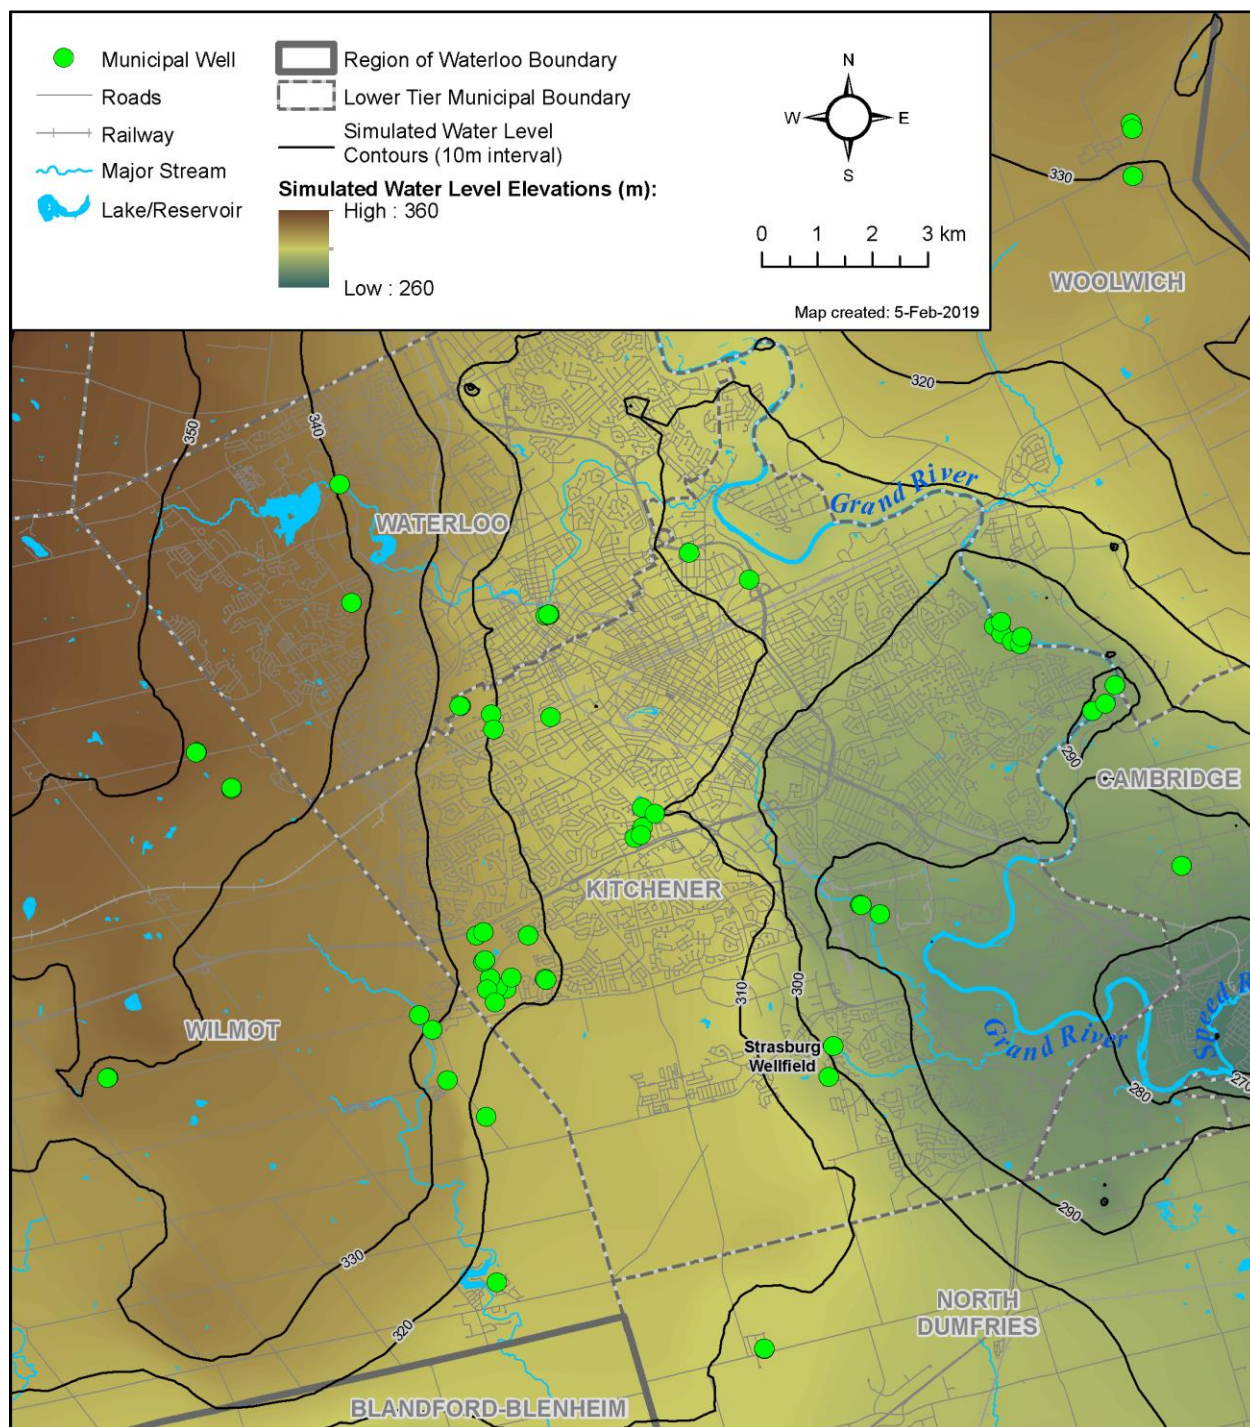 Municipal Well
Roads
Railway
Major Stream
Lake/Reservoir
Region of Waterloo Boundary
Lower Tier Municipal Boundary
Simulated Water Level
Contours (10m interval)
Simulated Water Level Elevations (m):
High : 360
Low : 260
N
W
E
S
0 1 2 3 km
Map created: 5-Feb-2019
330
WOOLWICH
320
350
340
Grand River
WATERLOO
290
CAMBRIDGE
KITCHENER
310
300
WILMOT
Strasburg
Wellfield
Grand River
Speed
280
270
290
330
320
NORTH
DUMFRIES
BLANDFORD-BLENHEIM